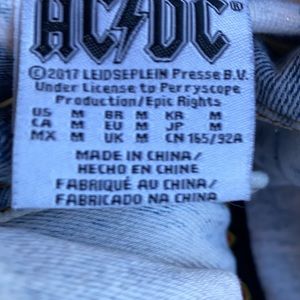 AC/DC®
©2017 LEIDSEPLEIN Presse B.V.
Under License to Perryscope
Production/Epic Rights
US M BR M KR M
CA M EU M JP M
MX M UK M CN 165/92A
MADE IN CHINA/
HECHO EN CHINA/
FABRIQUÉ AU CHINA/
FABRICADO NA CHINA